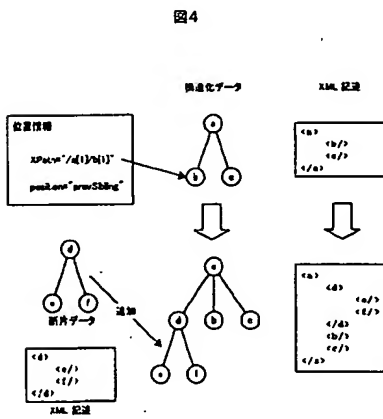 図4
構造化データ
XML 記述
位置情報
XPath="/a[1]/b[1]"
position="prevSibling"
a
b
c
<a>
<b/>
<c/>
</a>
d
e
f
断片データ
追加
a
d
b
c
e
f
<a>
<d>
<e/>
<f/>
</d>
<b/>
<c/>
</a>
<d>
<e/>
<f/>
</d>
XML 記述